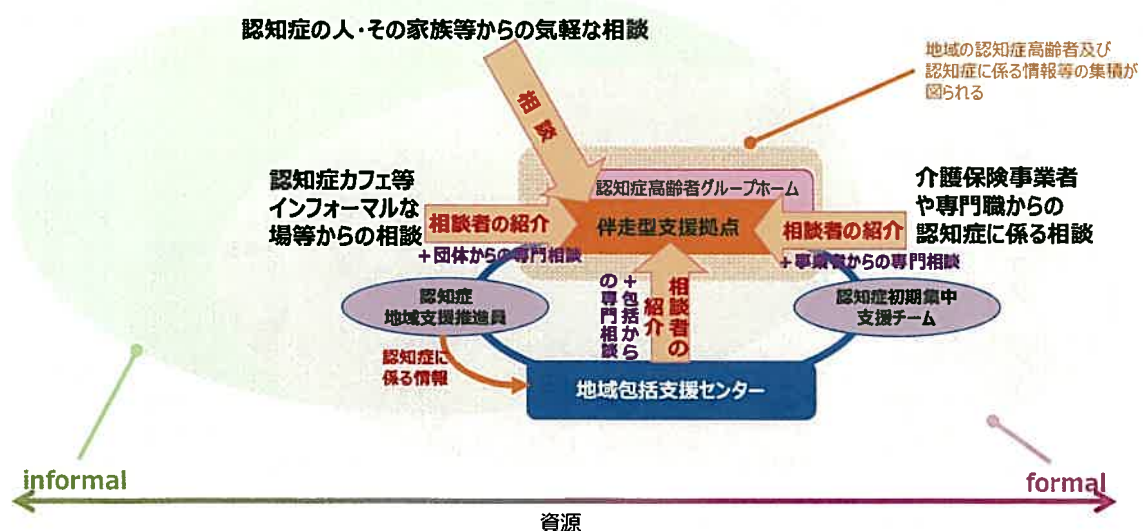 認知症の人・その家族等からの気軽な相談
地域の認知症高齢者及び
認知症に係る情報等の集積が
図られる
相談
認知症高齢者グループホーム
伴走型支援拠点
認知症カフェ等
インフォーマルな
場等からの相談
相談者の紹介
+団体からの専門相談
介護保険事業者
や専門職からの
認知症に係る相談
相談者の紹介
+事業者からの専門相談
認知症
地域支援推進員
相談者の
紹介
+包括から
の専門相談
認知症初期集中
支援チーム
認知症に
係る情報
地域包括支援センター
informal
formal
資源